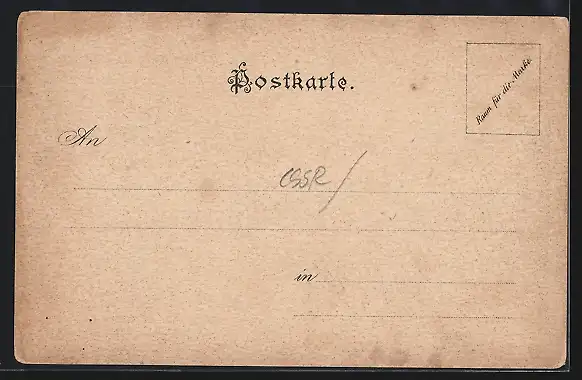 Postkarte.
Raum für die Marke.
An
CSSR/
in